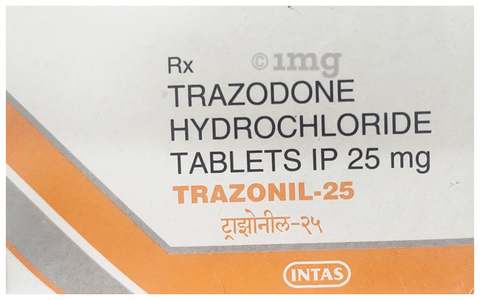 ©1mg
Rx
TRAZODONE
HYDROCHLORIDE
TABLETS IP 25 mg
TRAZONIL-25
ट्राझोनील-२५
INTAS